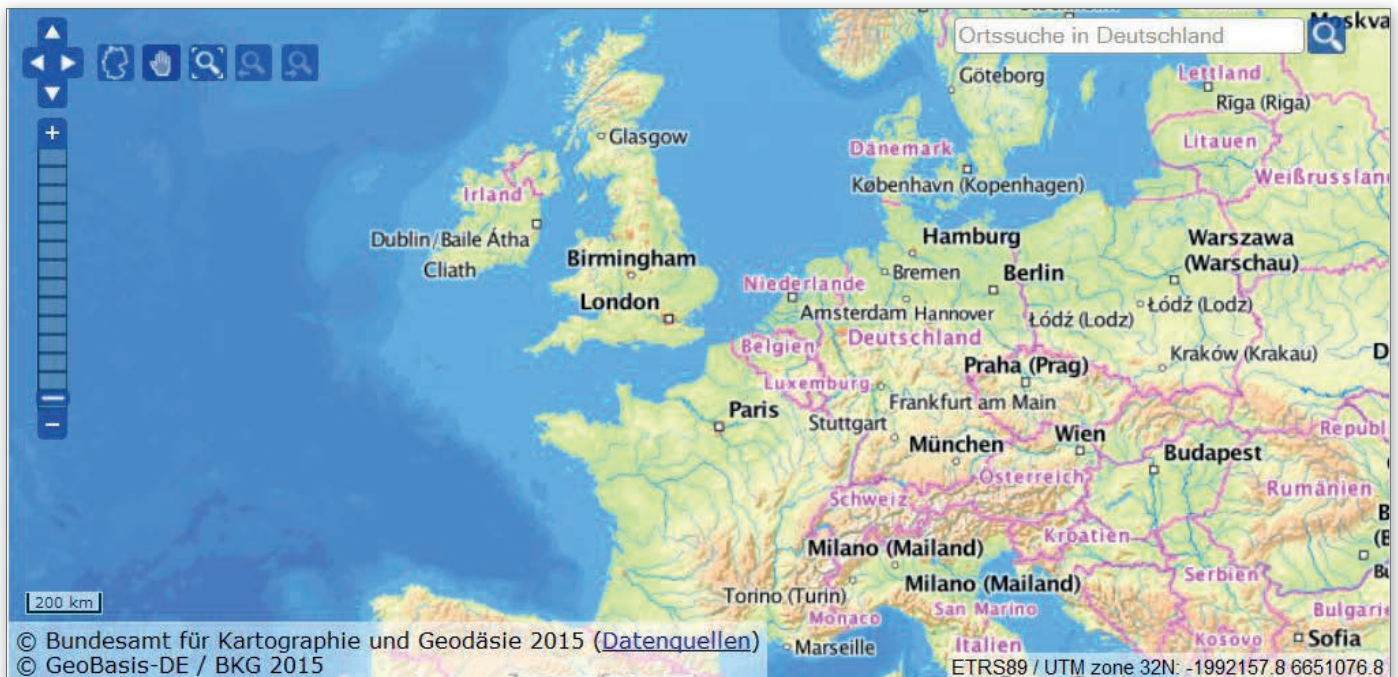 Moskva
Ortssuche in Deutschland
Göteborg
Lettland
Rīga (Riga)
Glasgow
Litauen
Dänemark
Weißrussland
København (Kopenhagen)
Irland
Dublin/Baile Átha
Cliath
Hamburg
Warszawa
(Warschau)
Birmingham
Bremen
Berlin
Niederlande
London
Amsterdam
Hannover
Łódź (Lodz)
Łódź (Lodz)
Deutschland
Belgien
Kraków (Krakau)
D
Praha (Prag)
Luxemburg
Frankfurt am Main
Paris
Stuttgart
Republ
München
Wien
Budapest
Österreich
Rumänien
Schweiz
B
Kroatien
(B
Milano (Mailand)
Serbien
Bu
Torino (Turin)
Milano (Mailand)
200 km
Monaco
San Marino
Bulgarie
© Bundesamt für Kartographie und Geodäsie 2015 (Datenquellen)
Marseille
Italien
Kosovo
Sofia
© GeoBasis-DE / BKG 2015
ETRS89 / UTM zone 32N: -1992157.8 6651076.8